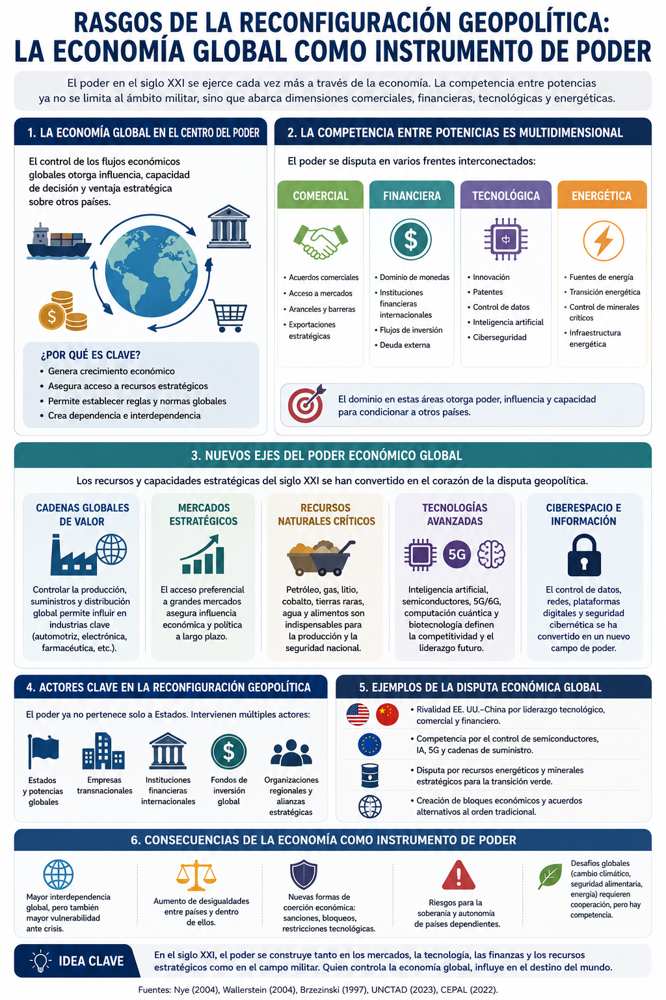 RASGOS DE LA RECONFIGURACIÓN GEOPOLÍTICA:
LA ECONOMÍA GLOBAL COMO INSTRUMENTO DE PODER
El poder en el siglo XXI se ejerce cada vez más a través de la economía. La competencia entre potencias
ya no se limita al ámbito militar, sino que abarca dimensiones comerciales, financieras, tecnológicas y energéticas.
1. LA ECONOMÍA GLOBAL EN EL CENTRO DEL PODER
El control de los flujos económicos
globales otorga influencia, capacidad
de decisión y ventaja estratégica
sobre otros países.
$
¿POR QUÉ ES CLAVE?
• Genera crecimiento económico
• Asegura acceso a recursos estratégicos
• Permite establecer reglas y normas globales
• Crea dependencia e interdependencia
2. LA COMPETENCIA ENTRE POTENICIAS ES MULTIDIMENSIONAL
El poder se disputa en varios frentes interconectados:
COMERCIAL
• Acuerdos comerciales
• Acceso a mercados
• Aranceles y barreras
• Exportaciones
estratégicas
FINANCIERA
$
• Dominio de monedas
• Instituciones
financieras
internacionales
• Flujos de inversión
• Deuda externa
TECNOLÓGICA
• Innovación
• Patentes
• Control de datos
• Inteligencia artificial
• Ciberseguridad
ENERGÉTICA
• Fuentes de energía
• Transición energética
• Control de minerales
críticos
• Infraestructura
energética
El dominio en estas áreas otorga poder, influencia y capacidad
para condicionar a otros países.
3. NUEVOS EJES DEL PODER ECONÓMICO GLOBAL
Los recursos y capacidades estratégicas del siglo XXI se han convertido en el corazón de la disputa geopolítica.
CADENAS GLOBALES
DE VALOR
Controlar la producción,
suministros y distribución
global permite influir en
industrias clave
(automotriz, electrónica,
farmacéutica, etc.).
MERCADOS
ESTRATÉGICOS
El acceso preferencial
a grandes mercados
asegura influencia
económica y política
a largo plazo.
RECURSOS
NATURALES CRÍTICOS
Petróleo, gas, litio,
cobalto, tierras raras,
agua y alimentos son
indispensables para
la producción y la
seguridad nacional.
TECNOLOGÍAS
AVANZADAS
5G
Inteligencia artificial,
semiconductores, 5G/6G,
computación cuántica y
biotecnología definen
la competitividad y el
liderazgo futuro.
CIBERESPACIO E
INFORMACIÓN
El control de datos,
redes, plataformas
digitales y seguridad
cibernética se ha
convertido en un nuevo
campo de poder.
4. ACTORES CLAVE EN LA RECONFIGURACIÓN GEOPOLÍTICA
El poder ya no pertenece solo a Estados. Intervienen múltiples actores:
Estados
y potencias
globales
Empresas
transnacionales
Instituciones
financieras
internacionales
$
Fondos de
inversión
global
Organizaciones
regionales y
alianzas
estratégicas
5. EJEMPLOS DE LA DISPUTA ECONÓMICA GLOBAL
• Rivalidad EE. UU.–China por liderazgo tecnológico,
comercial y financiero.
• Competencia por el control de semiconductores,
IA, 5G y cadenas de suministro.
• Disputa por recursos energéticos y minerales
estratégicos para la transición verde.
• Creación de bloques económicos y acuerdos
alternativos al orden tradicional.
6. CONSECUENCIAS DE LA ECONOMÍA COMO INSTRUMENTO DE PODER
Mayor interdependencia
global, pero también
mayor vulnerabilidad
ante crisis.
Aumento de desigualdades
entre países y dentro
de ellos.
Nuevas formas de
coerción económica:
sanciones, bloqueos,
restricciones tecnológicas.
Riesgos para la
soberanía y autonomía
de países dependientes.
Desafíos globales
(cambio climático,
seguridad alimentaria,
energía) requieren
cooperación, pero hay
competencia.
IDEA CLAVE
En el siglo XXI, el poder se construye tanto en los mercados, la tecnología, las finanzas y los recursos
estratégicos como en el campo militar. Quien controla la economía global, influye en el destino del mundo.
Fuentes: Nye (2004), Wallerstein (2004), Brzezinski (1997), UNCTAD (2023), CEPAL (2022).